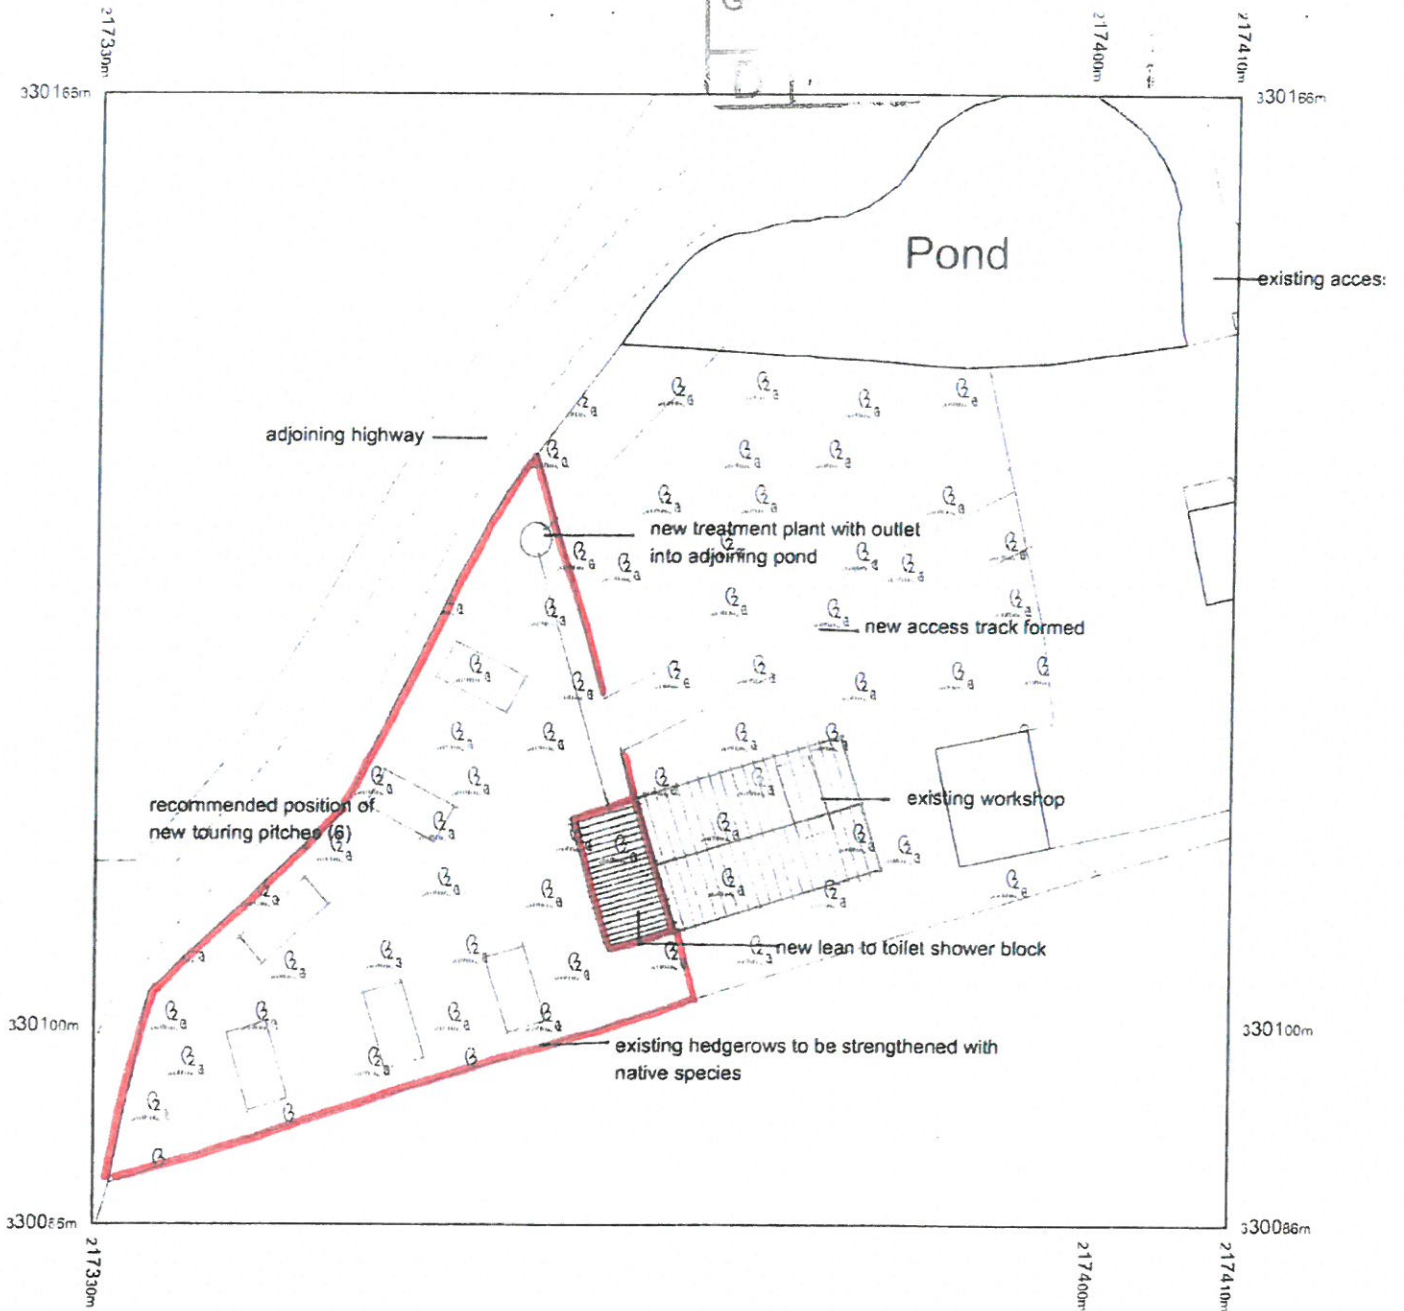 217330m
217400m
217410m
330165m
330166m
Pond
existing acces
adjoining highway
new treatment plant with outlet
into adjoining pond
new access track formed
recommended position of
new touring pitches (6)
existing workshop
new lean to toilet shower block
330100m
330100m
existing hedgerows to be strengthened with
native species
330086m
217330m
217400m
217410m